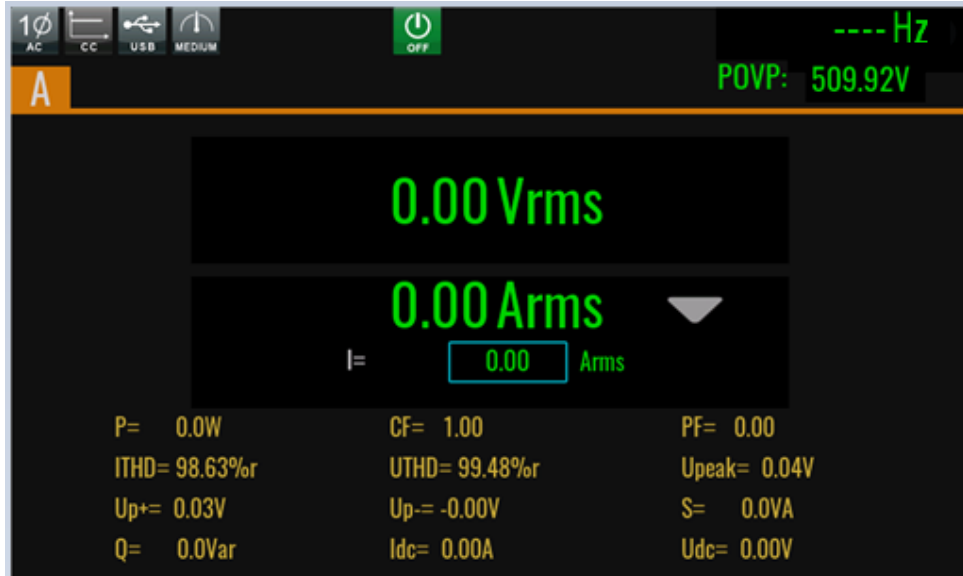 1Ø ---- Hz
AC CC USB MEDIUM OFF
POVP: 509.92V
A
0.00 Vrms
0.00 Arms
I= 0.00 Arms
P= 0.0W CF= 1.00 PF= 0.00
ITHD= 98.63%r UTHD= 99.48%r Upeak= 0.04V
Up+= 0.03V Up-= -0.00V S= 0.0VA
Q= 0.0Var Idc= 0.00A Udc= 0.00V